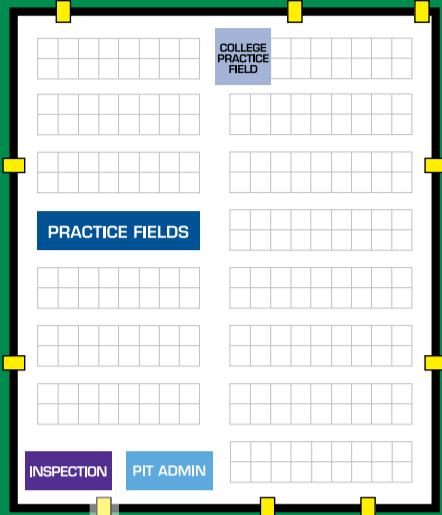 COLLEGE
PRACTICE
FIELD
PRACTICE FIELDS
INSPECTION
PIT ADMIN